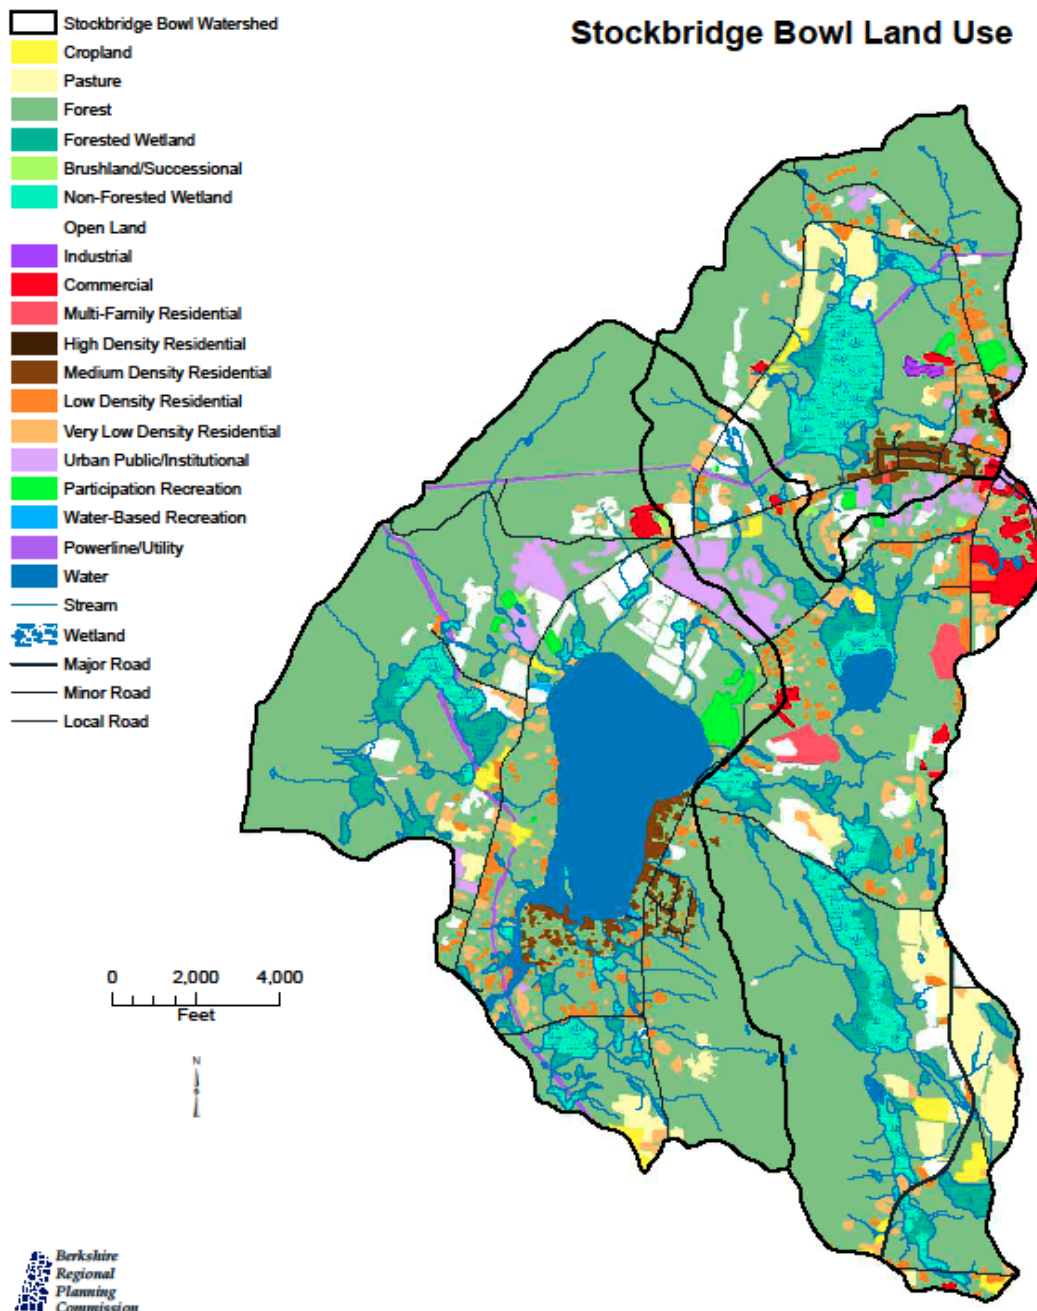 Stockbridge Bowl Land Use
Stockbridge Bowl Watershed
Cropland
Pasture
Forest
Forested Wetland
Brushland/Successional
Non-Forested Wetland
Open Land
Industrial
Commercial
Multi-Family Residential
High Density Residential
Medium Density Residential
Low Density Residential
Very Low Density Residential
Urban Public/Institutional
Participation Recreation
Water-Based Recreation
Powerline/Utility
Water
Stream
Wetland
Major Road
Minor Road
Local Road
0 2,000 4,000
Feet
N
Berkshire
Regional
Planning
Commission